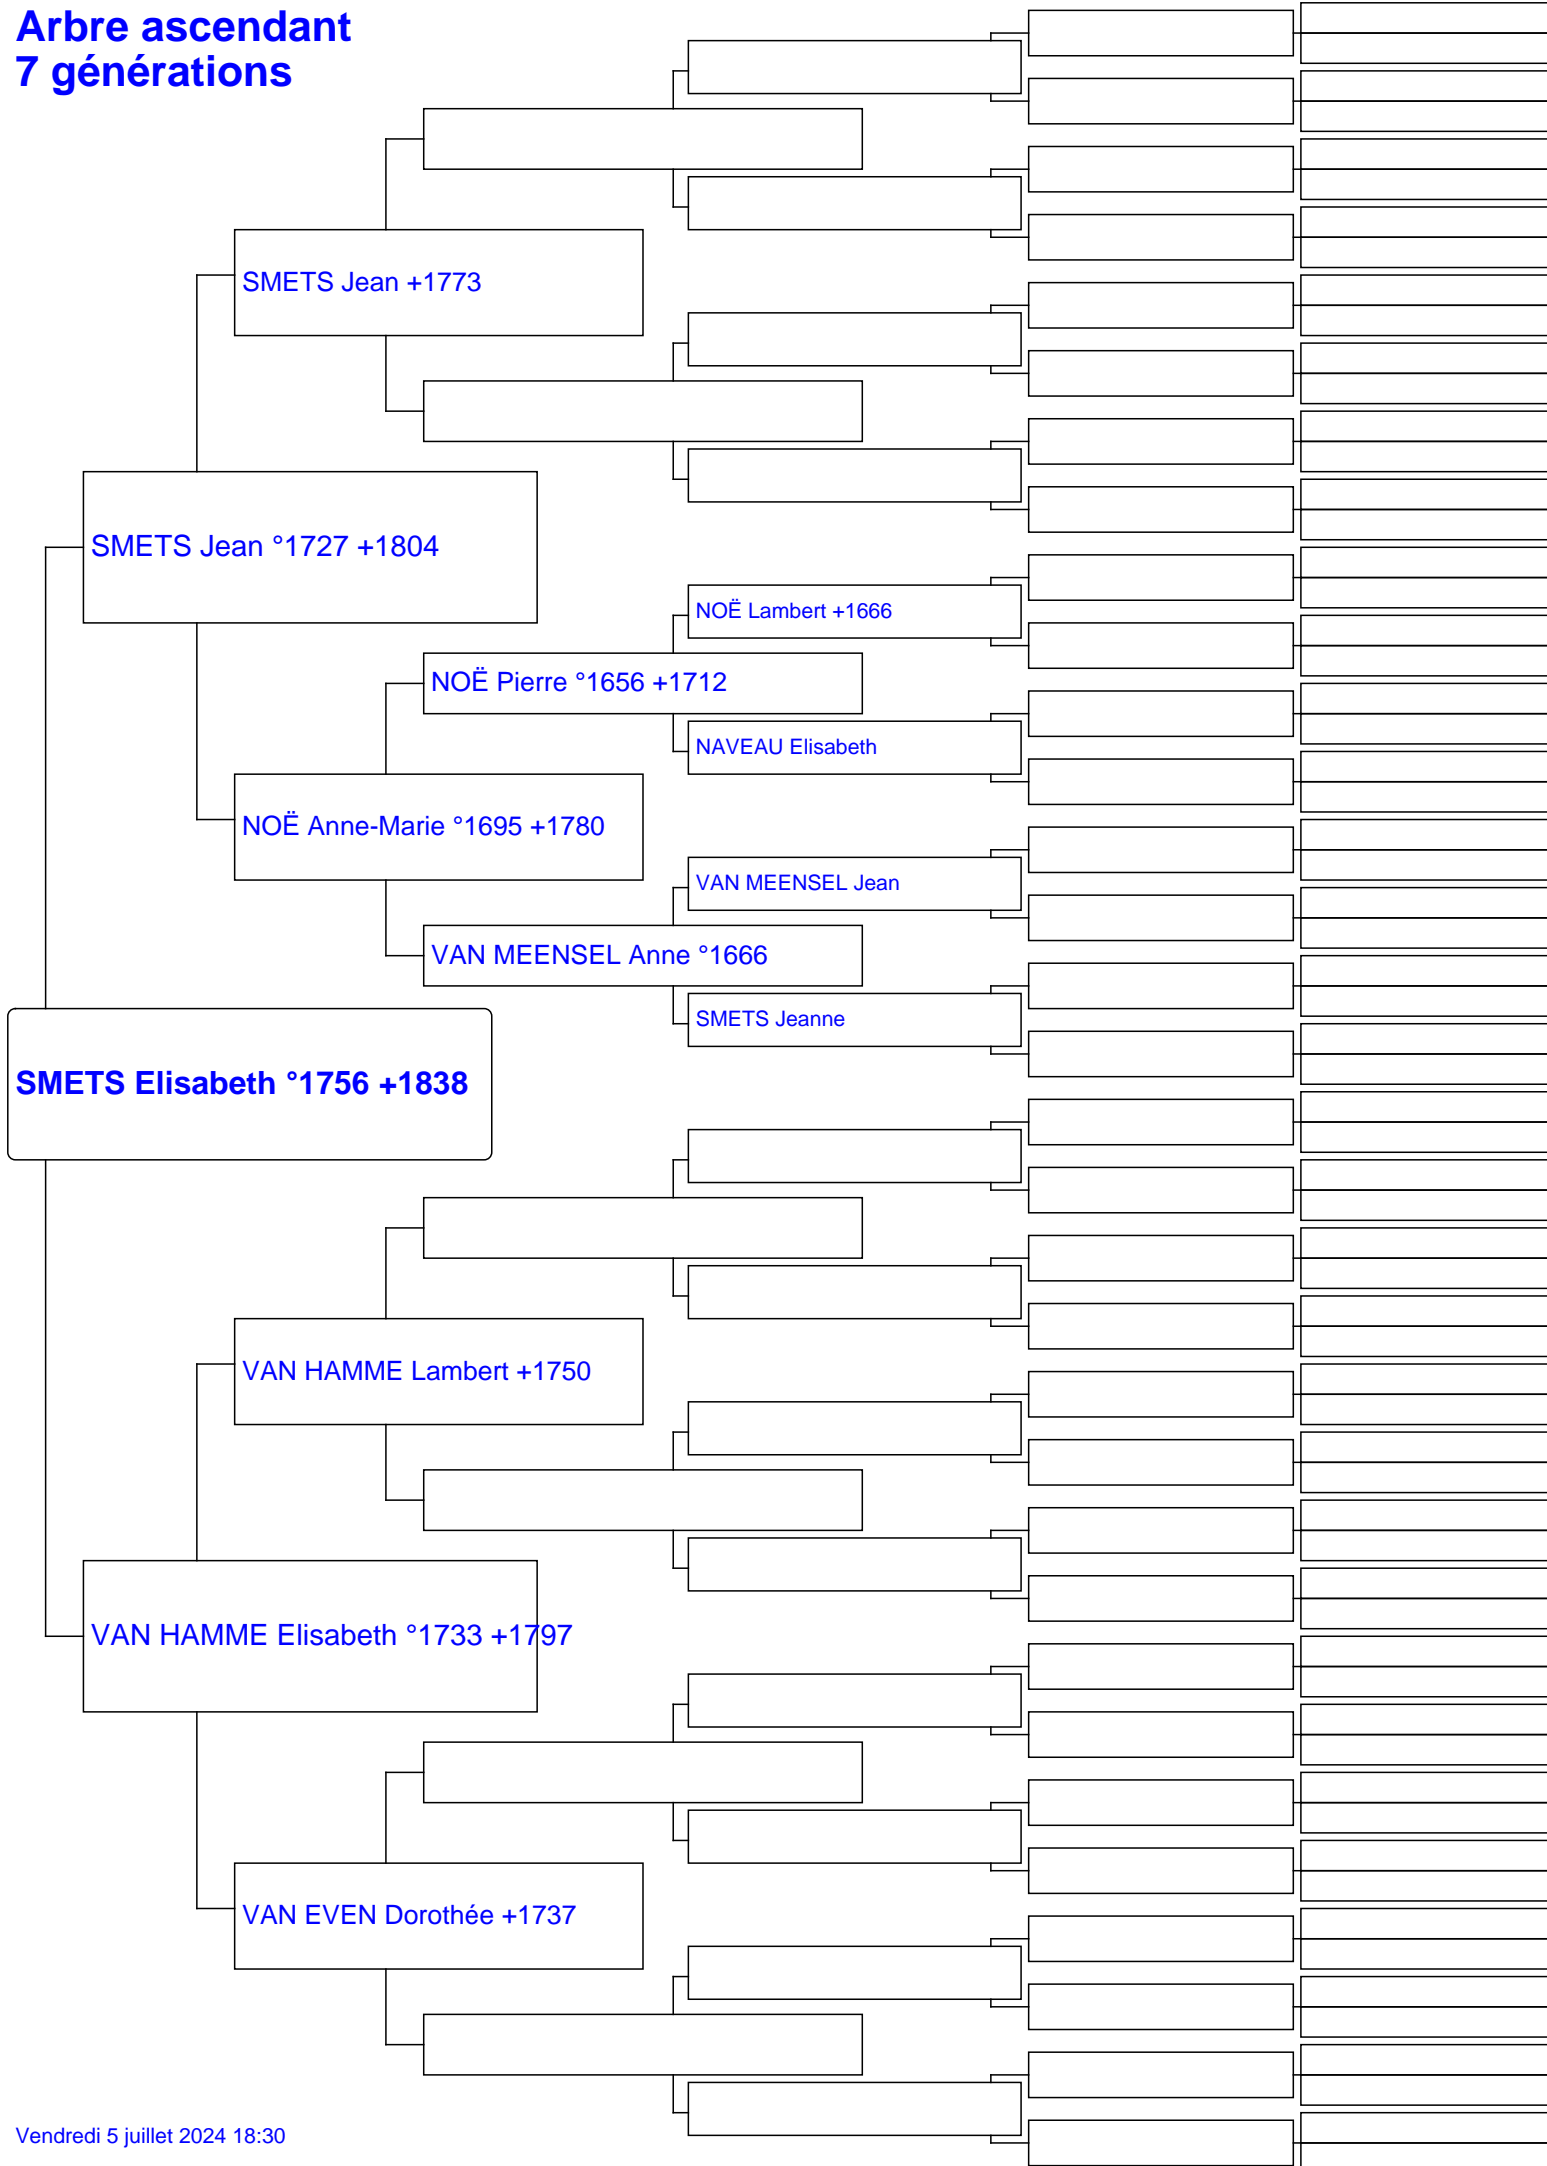 Arbre ascendant
7 générations
SMETS Jean +1773
SMETS Jean °1727 +1804
NOË Lambert +1666
NOË Pierre °1656 +1712
NAVEAU Elisabeth
NOË Anne-Marie °1695 +1780
VAN MEENSEL Jean
VAN MEENSEL Anne °1666
SMETS Jeanne
SMETS Elisabeth °1756 +1838
VAN HAMME Lambert +1750
VAN HAMME Elisabeth °1733 +1797
VAN EVEN Dorothée +1737
Vendredi 5 juillet 2024 18:30